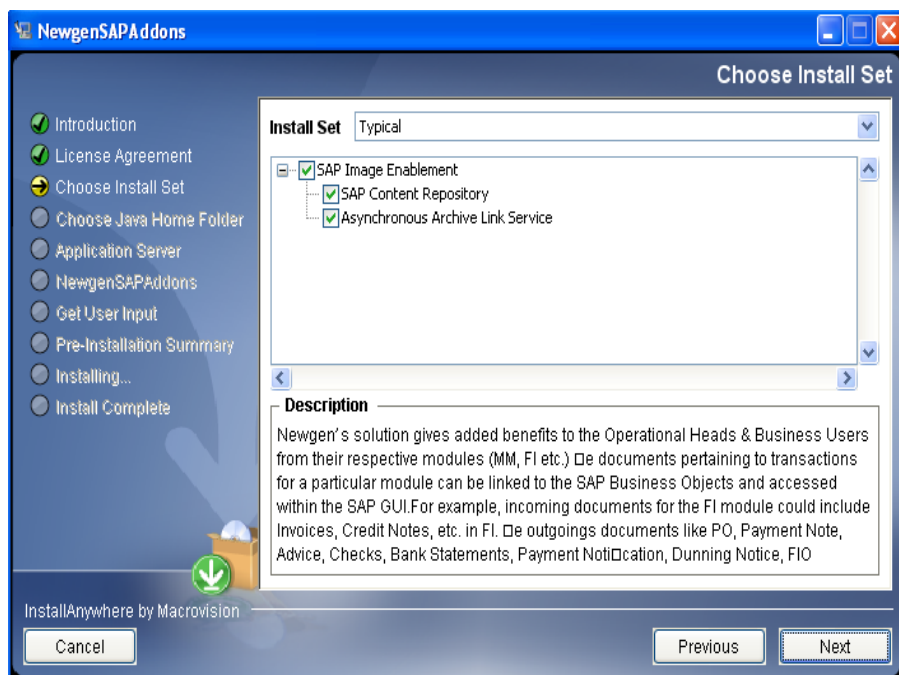 NewgenSAPAddons
Choose Install Set
Introduction
License Agreement
Choose Install Set
Choose Java Home Folder
Application Server
NewgenSAPAddons
Get User Input
Pre-Installation Summary
Installing...
Install Complete
Install Set Typical
SAP Image Enablement
SAP Content Repository
Asynchronous Archive Link Service
Description
Newgen's solution gives added benefits to the Operational Heads & Business Users
from their respective modules (MM, FI etc.) □e documents pertaining to transactions
for a particular module can be linked to the SAP Business Objects and accessed
within the SAP GUI.For example, incoming documents for the FI module could include
Invoices, Credit Notes, etc. in FI. □e outgoings documents like PO, Payment Note,
Advice, Checks, Bank Statements, Payment Noti□cation, Dunning Notice, FIO
InstallAnywhere by Macrovision
Cancel
Previous
Next